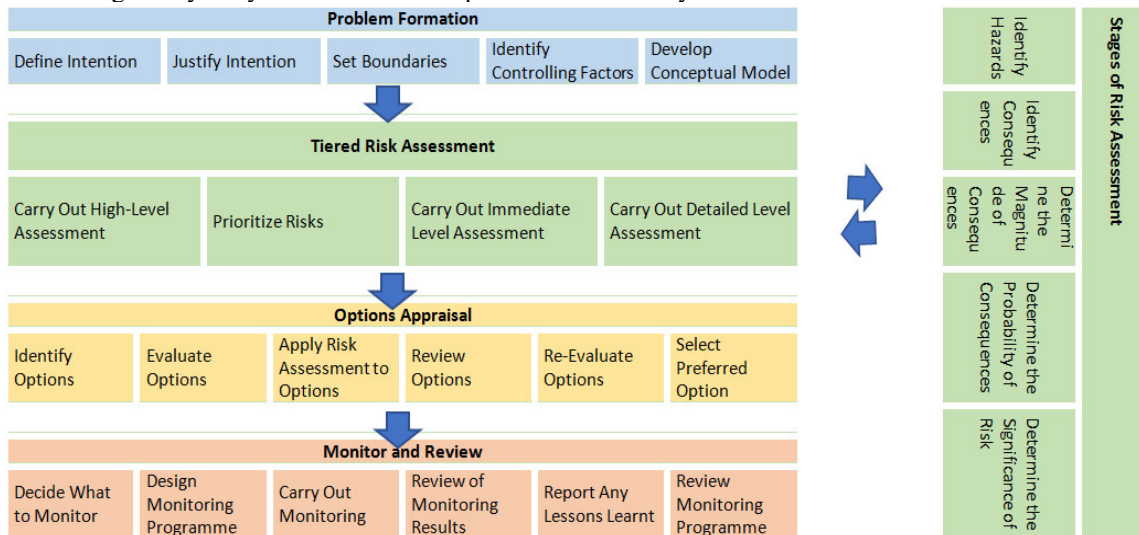 Problem Formation
Define Intention
Justify Intention
Set Boundaries
Identify
Controlling Factors
Develop
Conceptual Model
Tiered Risk Assessment
Carry Out High-Level
Assessment
Prioritize Risks
Carry Out Immediate
Level Assessment
Carry Out Detailed Level
Assessment
Options Appraisal
Identify
Options
Evaluate
Options
Apply Risk
Assessment to
Options
Review
Options
Re-Evaluate
Options
Select
Preferred
Option
Monitor and Review
Decide What
to Monitor
Design
Monitoring
Programme
Carry Out
Monitoring
Review of
Monitoring
Results
Report Any
Lessons Learnt
Review
Monitoring
Programme
Stages of Risk Assessment
Identify
Hazards
Identify
Consequ
ences
Determi
ne the
Magnitu
de of
Consequ
ences
Determine the
Probability of
Consequences
Determine the
Significance of
Risk